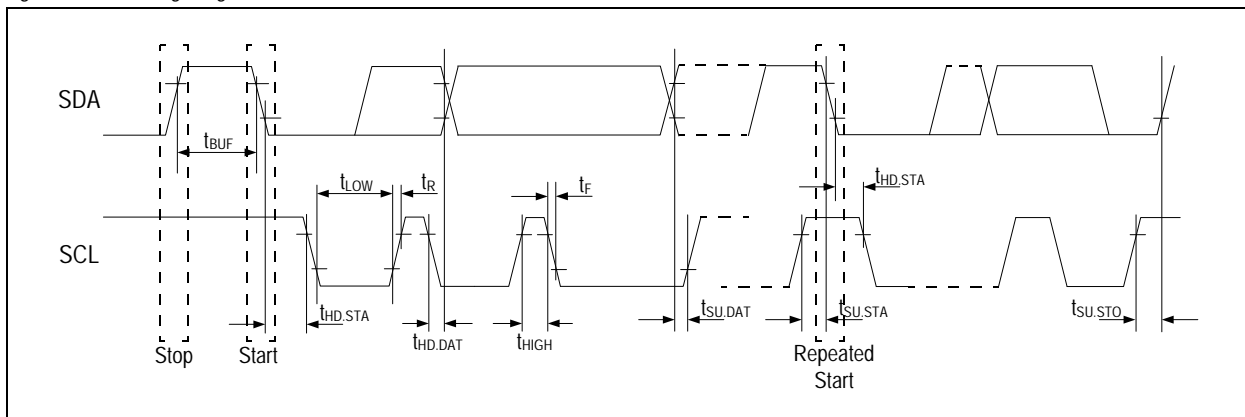 SDA
tBUF
tLOW
tR
tF
tHD.STA
SCL
tHD.STA
tHD.DAT
tHIGH
tSU.DAT
tSU.STA
tSU.STO
Stop
Start
Repeated
Start